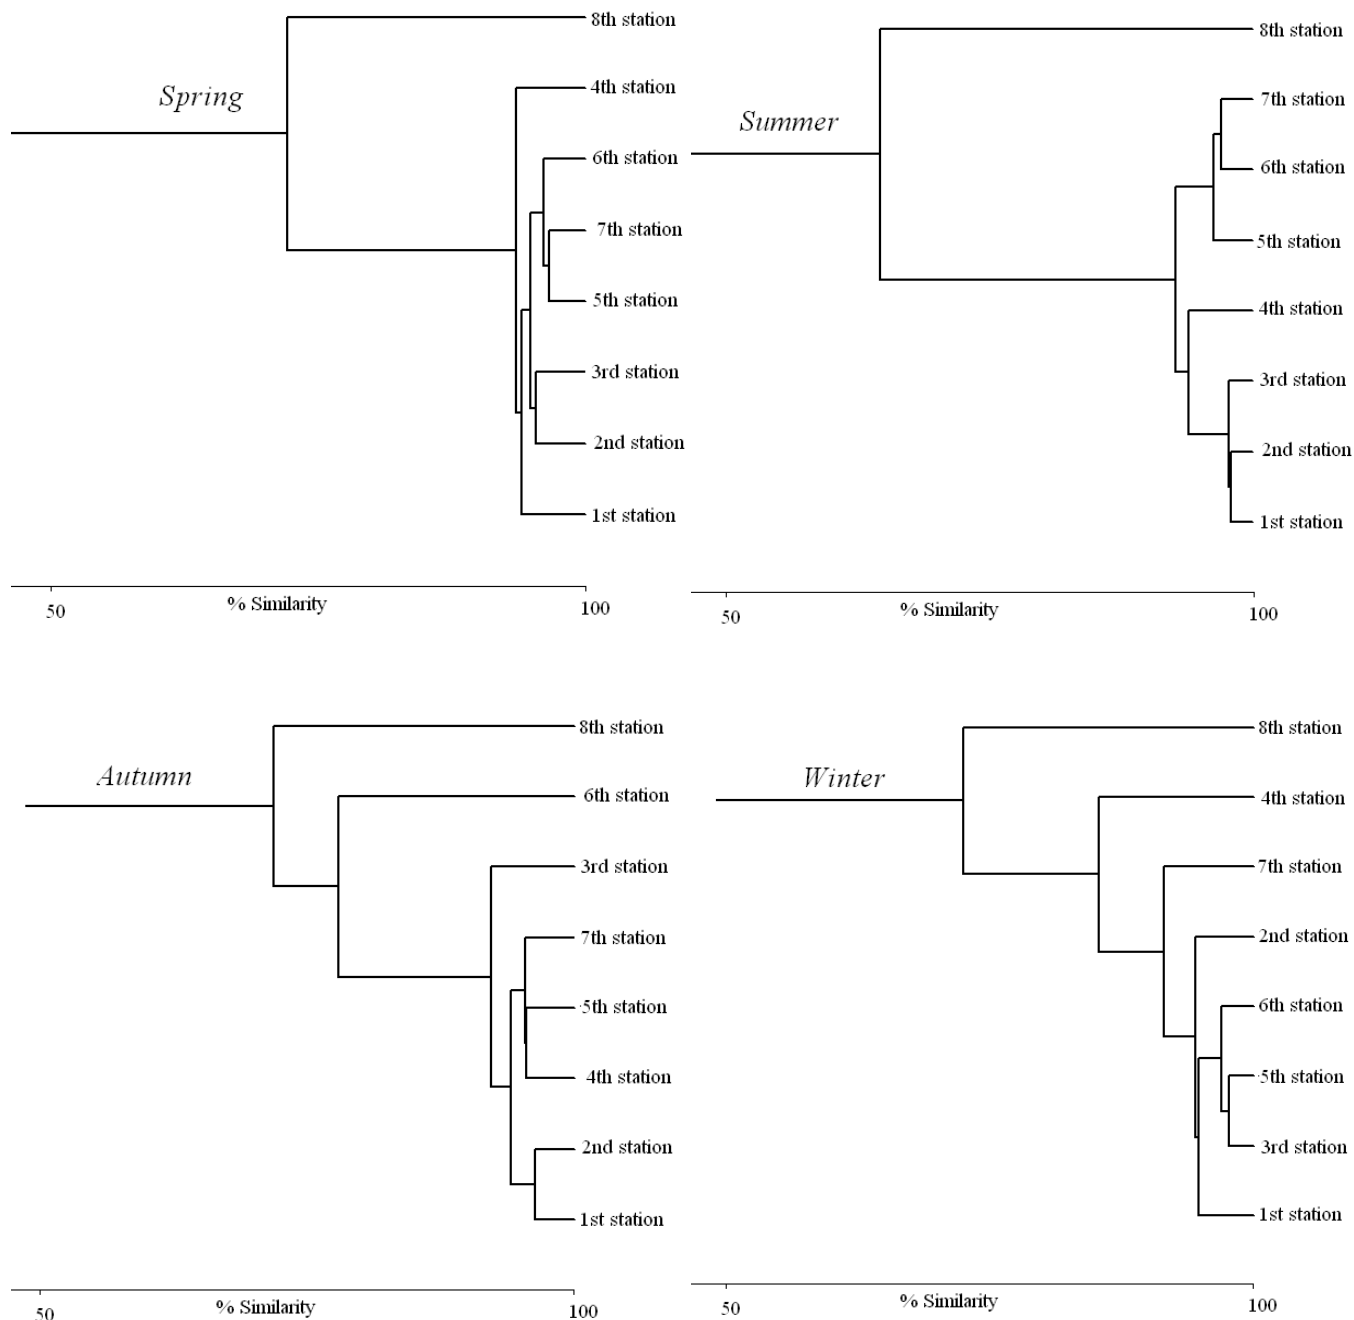 Spring
8th station
4th station
6th station
7th station
5th station
3rd station
2nd station
1st station
50
% Similarity
100
Summer
8th station
7th station
6th station
5th station
4th station
3rd station
2nd station
1st station
50
% Similarity
100
Autumn
8th station
6th station
3rd station
7th station
5th station
4th station
2nd station
1st station
50
% Similarity
100
Winter
8th station
4th station
7th station
2nd station
6th station
5th station
3rd station
1st station
50
% Similarity
100